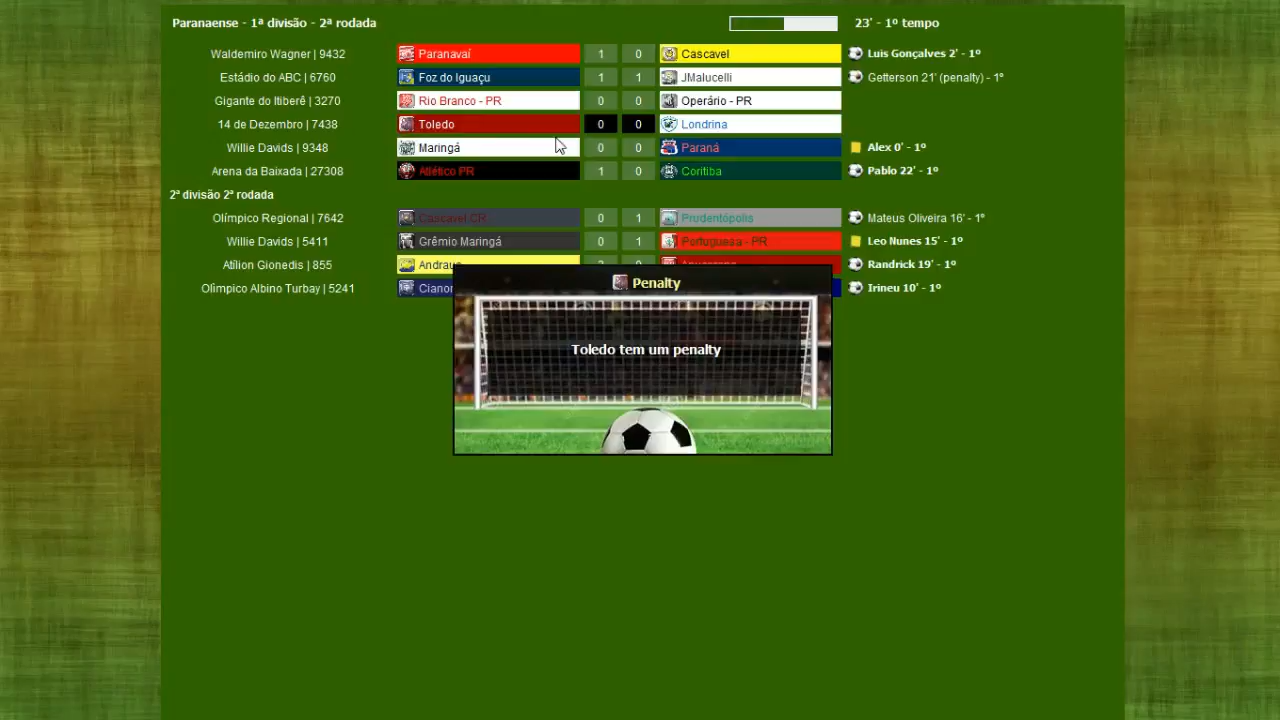 Paranaense - 1ª divisão - 2ª rodada 23' - 1º tempo
Waldemiro Wagner | 9432 Paranavaí 1 0 Cascavel Luis Gonçalves 2' - 1º
Estádio do ABC | 6760 Foz do Iguaçu 1 1 JMalucelli Getterson 21' (penalty) - 1º
Gigante do Itiberê | 3270 Rio Branco - PR 0 0 Operário - PR
14 de Dezembro | 7438 Toledo 0 0 Londrina
Willie Davids | 9348 Maringá 0 0 Paraná Alex 0' - 1º
Arena da Baixada | 27308 Atlético PR 1 0 Coritiba Pablo 22' - 1º
2ª divisão 2ª rodada
Olímpico Regional | 7642 Cascavel CR 0 1 Prudentópolis Mateus Oliveira 16' - 1º
Willie Davids | 5411 Grêmio Maringá 0 1 Portuguesa - PR Leo Nunes 15' - 1º
Atílion Gionedis | 855 Randrick 19' - 1º
Olímpico Albino Turbay | 5241 Irineu 10' - 1º
Penalty
Toledo tem um penalty